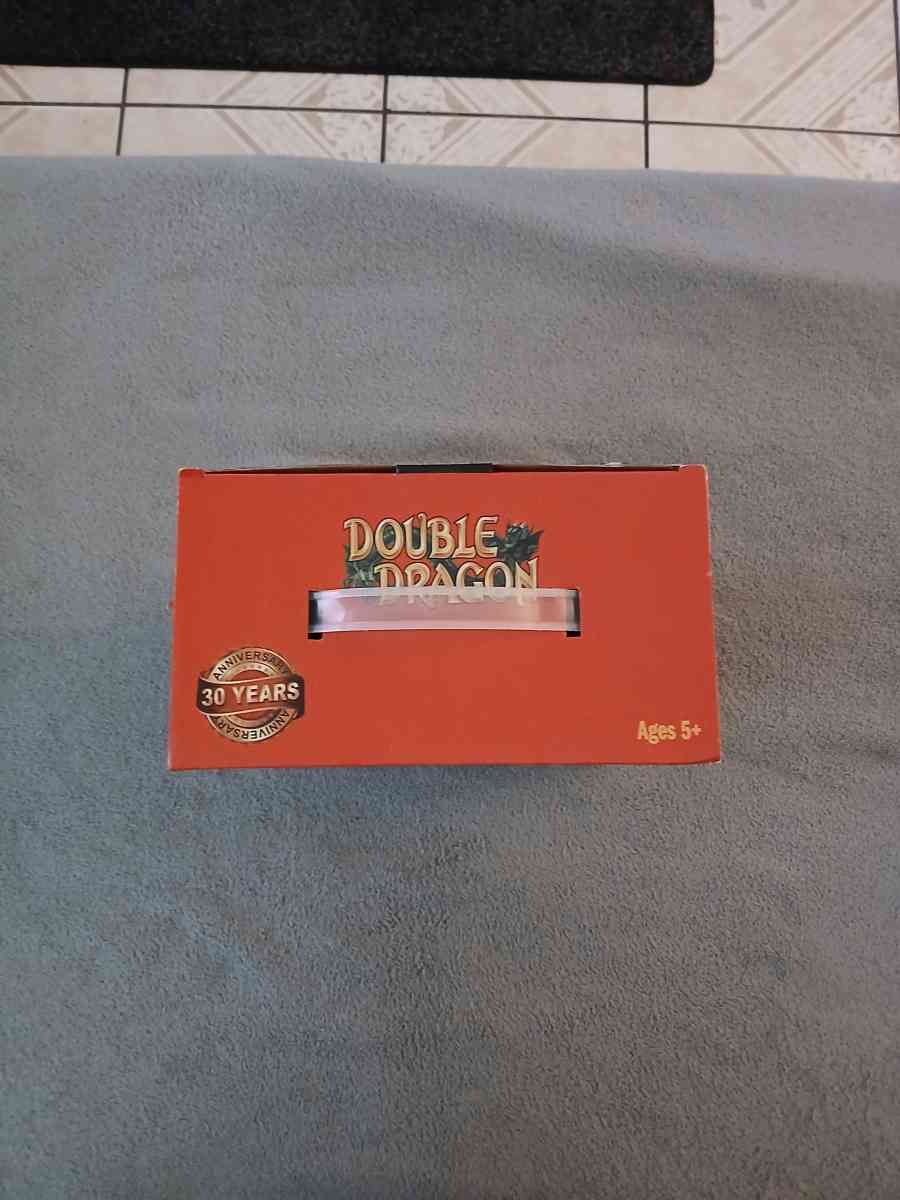 DOUBLE
DRAGON
ANNIVERSARY
30 YEARS
ANNIVERSARY
Ages 5+